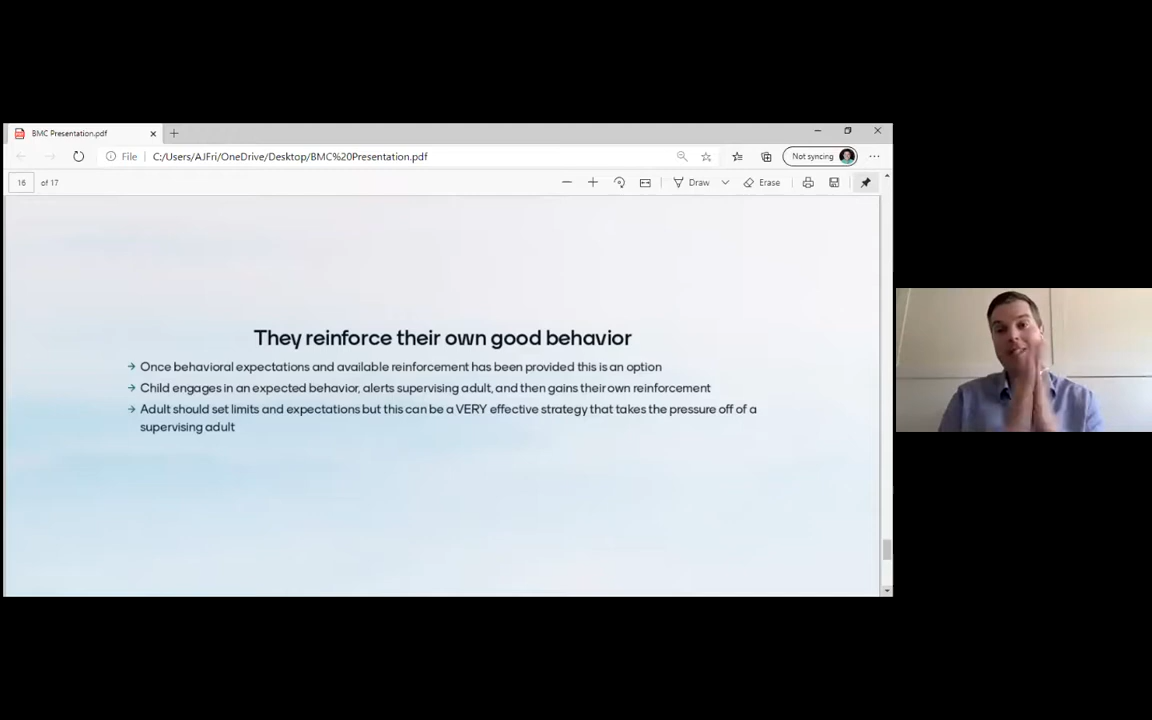 BMC Presentation.pdf
File
C:/Users/AJFri/OneDrive/Desktop/BMC%20Presentation.pdf
Not syncing
16 of 17
Draw
Erase
They reinforce their own good behavior
→ Once behavioral expectations and available reinforcement has been provided this is an option
→ Child engages in an expected behavior, alerts supervising adult, and then gains their own reinforcement
→ Adult should set limits and expectations but this can be a VERY effective strategy that takes the pressure off of a
supervising adult